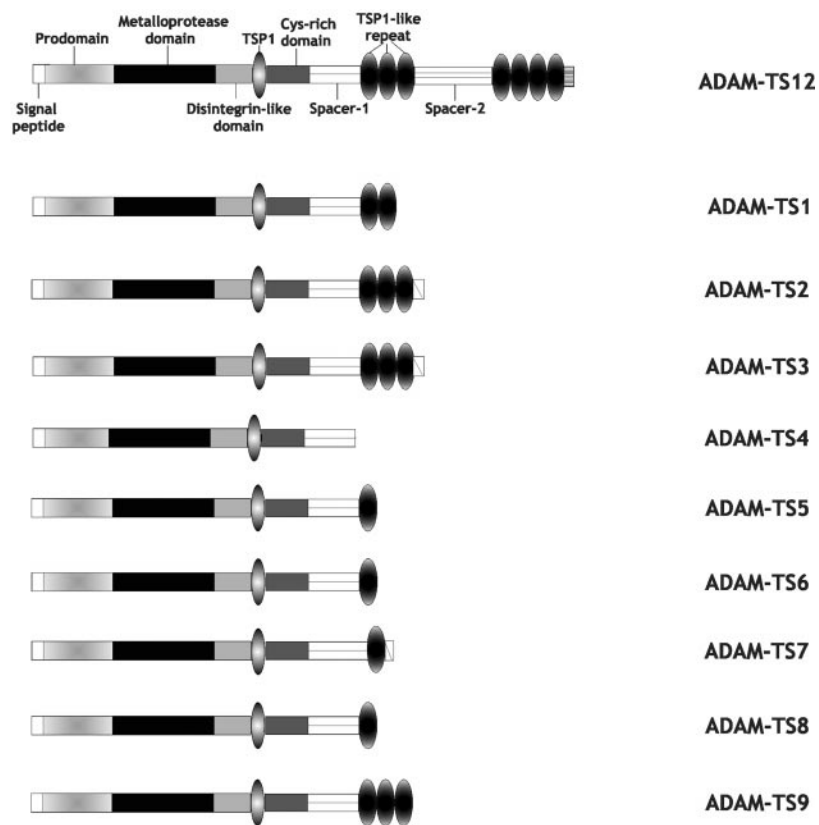 Metalloprotease
domain
Prodomain
TSP1
Cys-rich
domain
TSP1-like
repeat
Signal
peptide
Disintegrin-like
domain
Spacer-1
Spacer-2
ADAM-TS12
ADAM-TS1
ADAM-TS2
ADAM-TS3
ADAM-TS4
ADAM-TS5
ADAM-TS6
ADAM-TS7
ADAM-TS8
ADAM-TS9